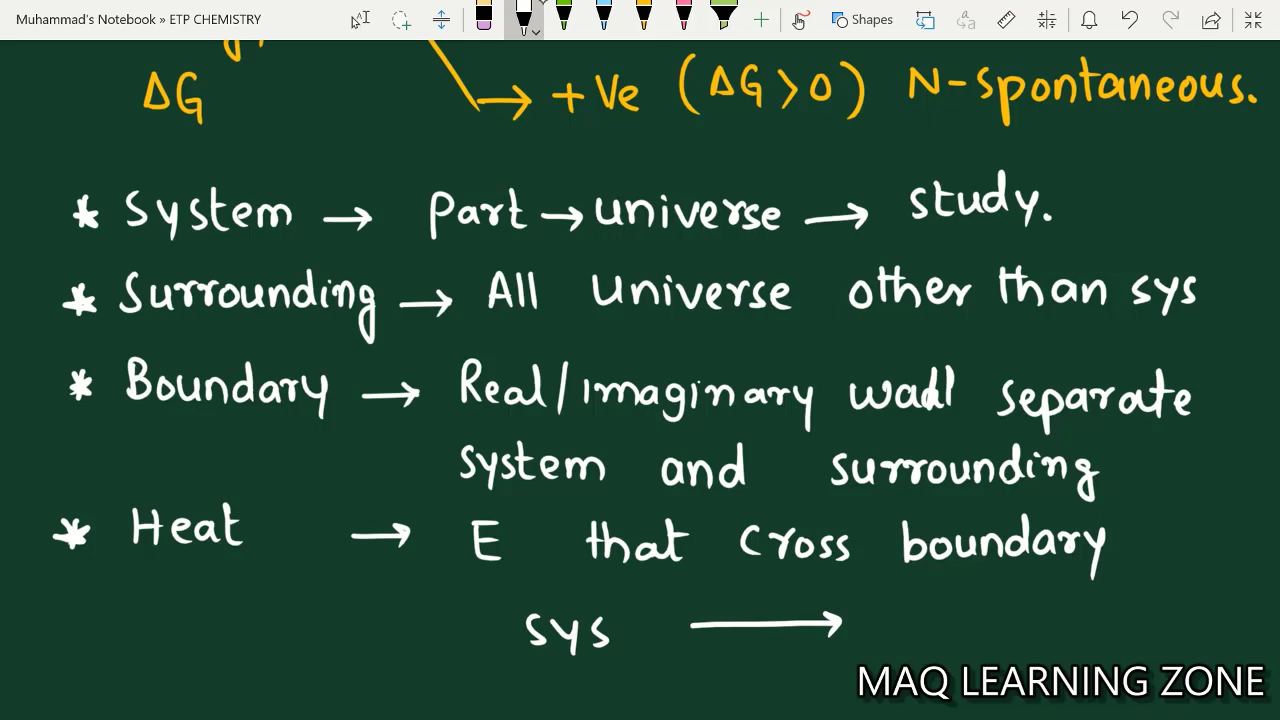 Muhammad's Notebook » ETP CHEMISTRY
Shapes
ΔG → +Ve (ΔG > 0) N-spontaneous.
* System → Part → universe → study.
* Surrounding → All Universe other than sys
* Boundary → Real/imaginary wall separate
system and surrounding
* Heat → E that cross boundary
sys →
MAQ LEARNING ZONE